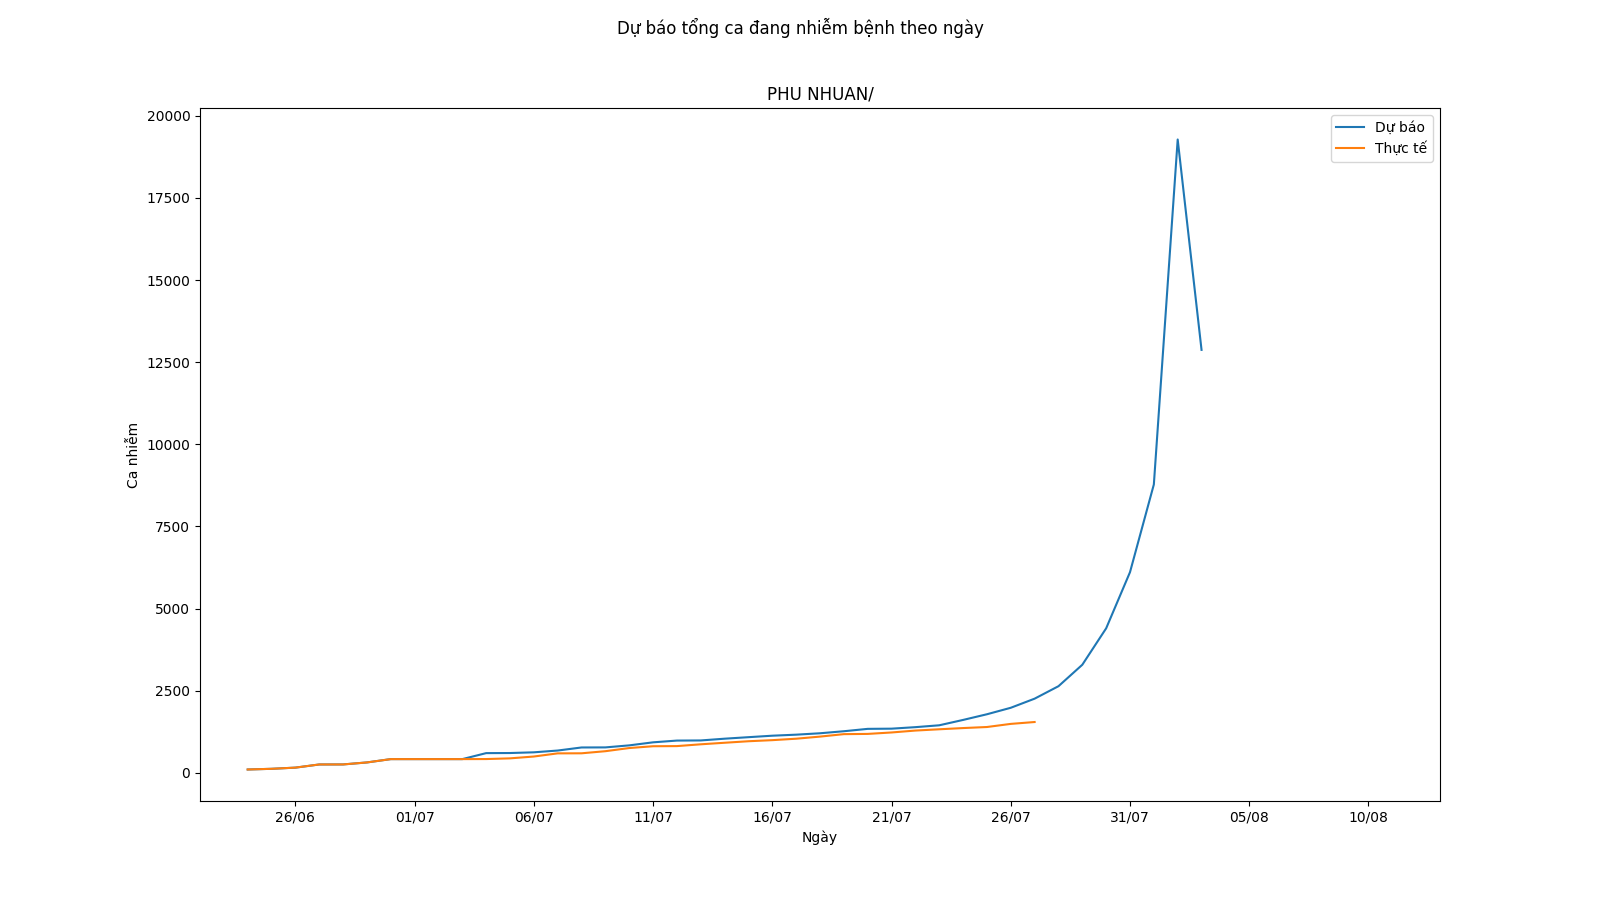 Dự báo tổng ca đang nhiễm bệnh theo ngày
PHU NHUAN/
Dự báo
Thực tế
20000
17500
15000
12500
10000
7500
5000
2500
0
Ca nhiễm
26/06 01/07 06/07 11/07 16/07 21/07 26/07 31/07 05/08 10/08
Ngày